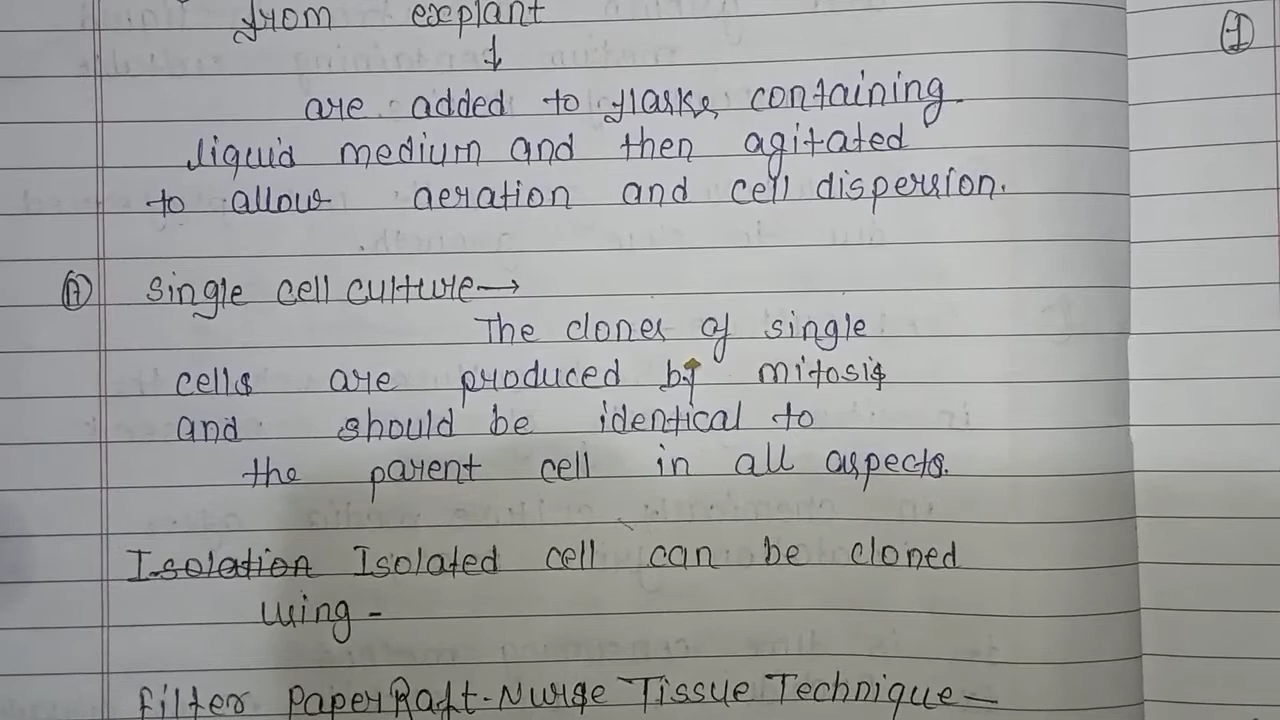 from explant
↓
are added to flasks containing
liquid medium and then agitated
to allow aeration and cell dispersion.
Ⓐ Single cell culture→
The clones of single
cells are produced by mitosis
and should be identical to
the parent cell in all aspects.
Isolation Isolated cell can be cloned
using -
Filter Paper Raft-Nurse Tissue Technique-